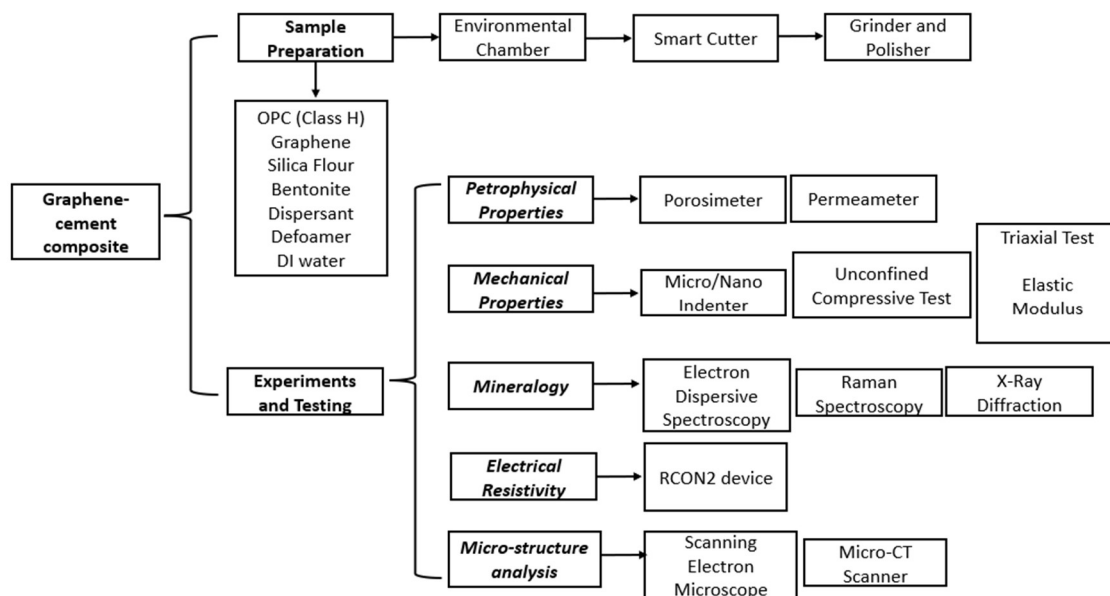 Sample
Preparation
Environmental
Chamber
Smart Cutter
Grinder and
Polisher
OPC (Class H)
Graphene
Silica Flour
Bentonite
Dispersant
Defoamer
DI water
Graphene-
cement
composite
Petrophysical
Properties
Porosimeter
Permeameter
Mechanical
Properties
Micro/Nano
Indenter
Unconfined
Compressive Test
Triaxial Test
Elastic
Modulus
Experiments
and Testing
Mineralogy
Electron
Dispersive
Spectroscopy
Raman
Spectroscopy
X-Ray
Diffraction
Electrical
Resistivity
RCON2 device
Micro-structure
analysis
Scanning
Electron
Microscope
Micro-CT
Scanner